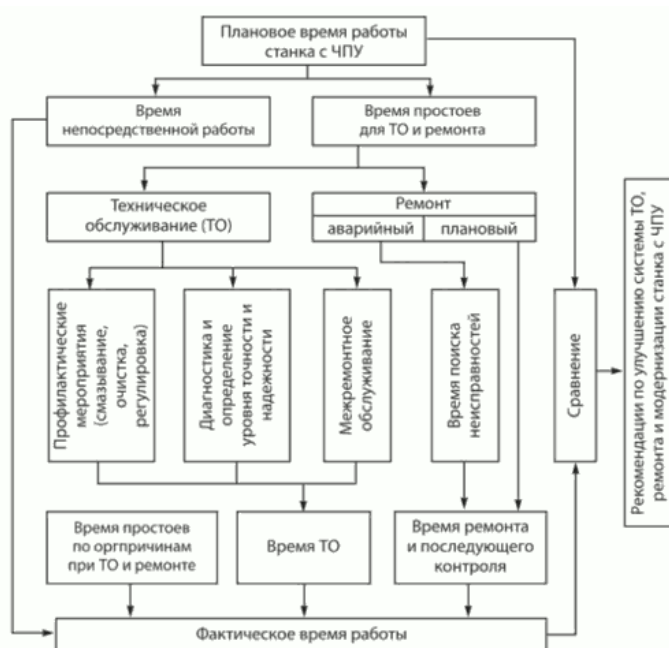 Плановое время работы
станка с ЧПУ
Время
непосредственной работы
Время простоев
для ТО и ремонта
Техническое
обслуживание (ТО)
Ремонт
аварийный
плановый
Профилактические
мероприятия
(смазывание,
очистка,
регулировка)
Диагностика и
определение
уровня точности и
надежности
Межремонтное
обслуживание
Время поиска
неисправностей
Сравнение
Рекомендации по улучшению системы ТО,
ремонта и модернизации станка с ЧПУ
Время простоев
по оргпричинам
при ТО и ремонте
Время ТО
Время ремонта
и последующего
контроля
Фактическое время работы